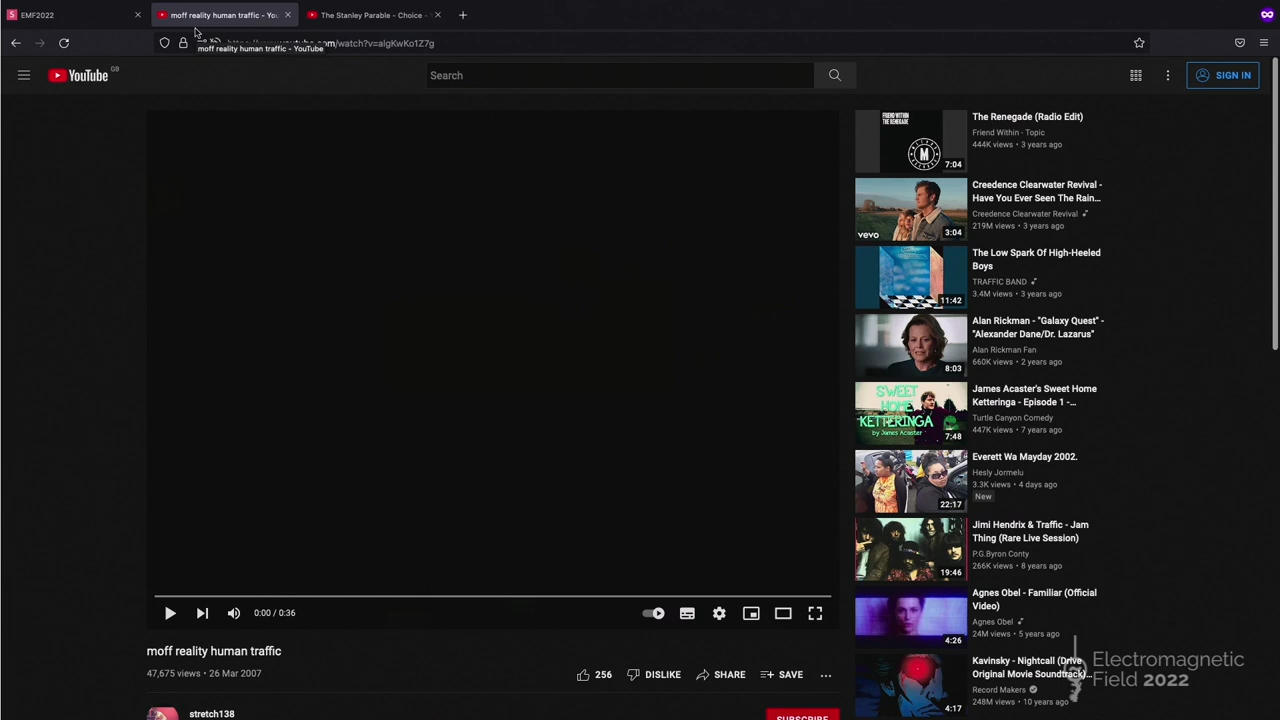 EMF2022
moff reality human traffic - You
The Stanley Parable - Choice -
moff reality human traffic - YouTube
.com/watch?v=algKwKo1Z7g
YouTube GB
Search
SIGN IN
FRIEND WITHIN
THE RENEGADE
M
7:04
The Renegade (Radio Edit)
Friend Within - Topic
444K views • 3 years ago
vevo
3:04
Creedence Clearwater Revival -
Have You Ever Seen The Rain...
Creedence Clearwater Revival
219M views • 3 years ago
11:42
The Low Spark Of High-Heeled
Boys
TRAFFIC BAND
3.4M views • 3 years ago
8:03
Alan Rickman - "Galaxy Quest" -
"Alexander Dane/Dr. Lazarus"
Alan Rickman Fan
660K views • 2 years ago
SWEET
HOME
KETTERINGA
by James Acaster
7:48
James Acaster's Sweet Home
Ketteringa - Episode 1 -...
Turtle Canyon Comedy
447K views • 7 years ago
22:17
Everett Wa Mayday 2002.
Hesly Jormelu
3.3K views • 4 days ago
New
19:46
Jimi Hendrix & Traffic - Jam
Thing (Rare Live Session)
P.G.Byron Conty
266K views • 8 years ago
4:26
Agnes Obel - Familiar (Official
Video)
Agnes Obel
24M views • 5 years ago
4:17
Kavinsky - Nightcall (Drive
Original Movie Soundtrack)...
Record Makers
248M views • 10 years ago
0:00 / 0:36
moff reality human traffic
47,675 views • 26 Mar 2007
256
DISLIKE
SHARE
SAVE
stretch138
SUBSCRIBE
Electromagnetic
Field 2022